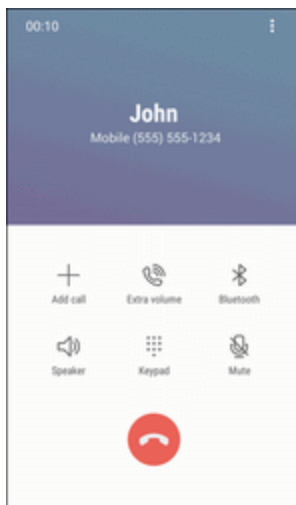 00:10
John
Mobile (555) 555-1234
Add call Extra volume Bluetooth
Speaker Keypad Mute